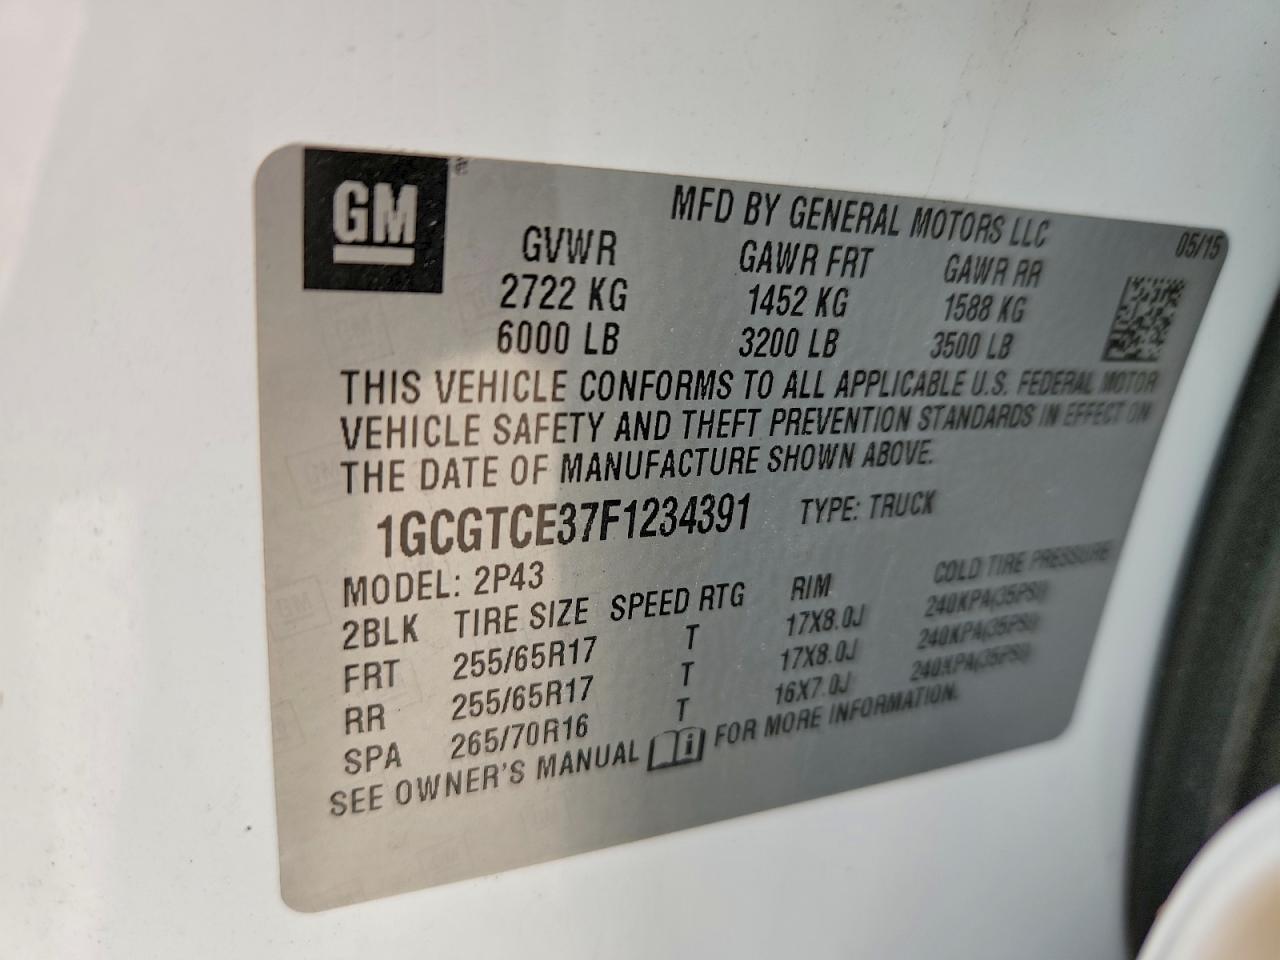 GM
MFD BY GENERAL MOTORS LLC 05/15
GVWR GAWR FRT GAWR RR
2722 KG 1452 KG 1588 KG
6000 LB 3200 LB 3500 LB
THIS VEHICLE CONFORMS TO ALL APPLICABLE U.S. FEDERAL MOTOR
VEHICLE SAFETY AND THEFT PREVENTION STANDARDS IN EFFECT ON
THE DATE OF MANUFACTURE SHOWN ABOVE.
1GCGTCE37F1234391 TYPE: TRUCK
MODEL: 2P43
2BLK TIRE SIZE SPEED RTG RIM COLD TIRE PRESSURE
FRT 255/65R17 T 17X8.0J 240KPA(35PSI)
RR 255/65R17 T 17X8.0J 240KPA(35PSI)
SPA 265/70R16 T 16X7.0J 240KPA(35PSI)
SEE OWNER'S MANUAL i FOR MORE INFORMATION.